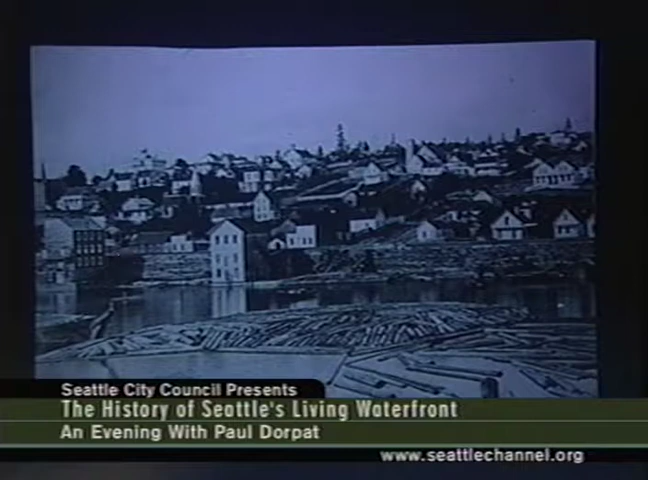 Seattle City Council Presents
The History of Seattle's Living Waterfront
An Evening With Paul Dorpat
www.seattlechannel.org